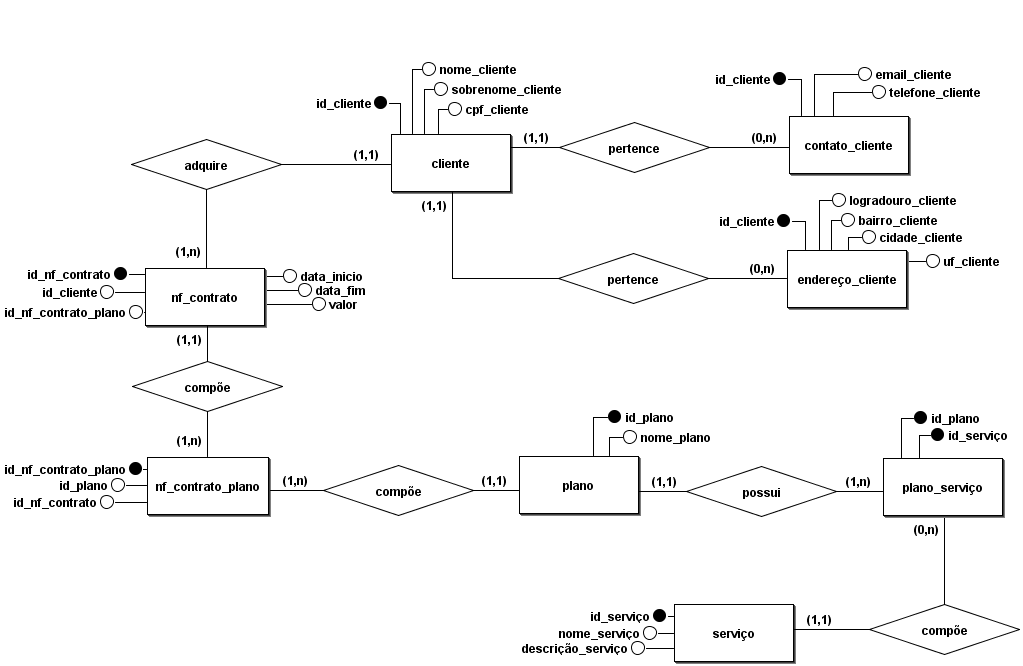 nome_cliente
sobrenome_cliente
id_cliente
cpf_cliente
cliente
(1,1)
(1,1)
(1,1)
pertence
(0,n)
id_cliente
email_cliente
telefone_cliente
contato_cliente
adquire
(1,n)
pertence
(0,n)
id_cliente
logradouro_cliente
bairro_cliente
cidade_cliente
uf_cliente
endereço_cliente
id_nf_contrato
id_cliente
id_nf_contrato_plano
nf_contrato
data_inicio
data_fim
valor
(1,1)
compõe
(1,n)
id_nf_contrato_plano
id_plano
id_nf_contrato
nf_contrato_plano
(1,n)
compõe
(1,1)
id_plano
nome_plano
plano
(1,1)
possui
(1,n)
id_plano
id_serviço
plano_serviço
(0,n)
compõe
(1,1)
id_serviço
nome_serviço
descrição_serviço
serviço